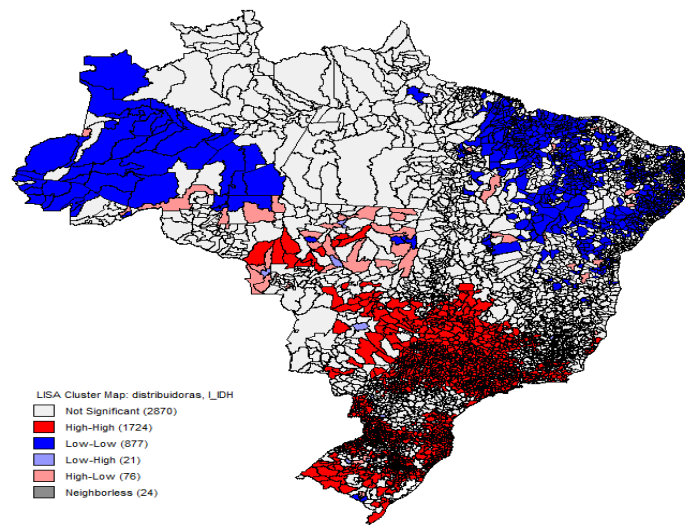 LISA Cluster Map: distribuidoras, I_IDH
Not Significant (2870)
High-High (1724)
Low-Low (877)
Low-High (21)
High-Low (76)
Neighborless (24)